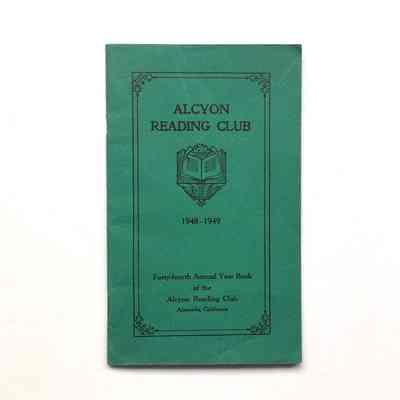 ALCYON
READING CLUB
1948-1949
Forty-fourth Annual Year Book
of the
Alcyon Reading Club
Alameda, California